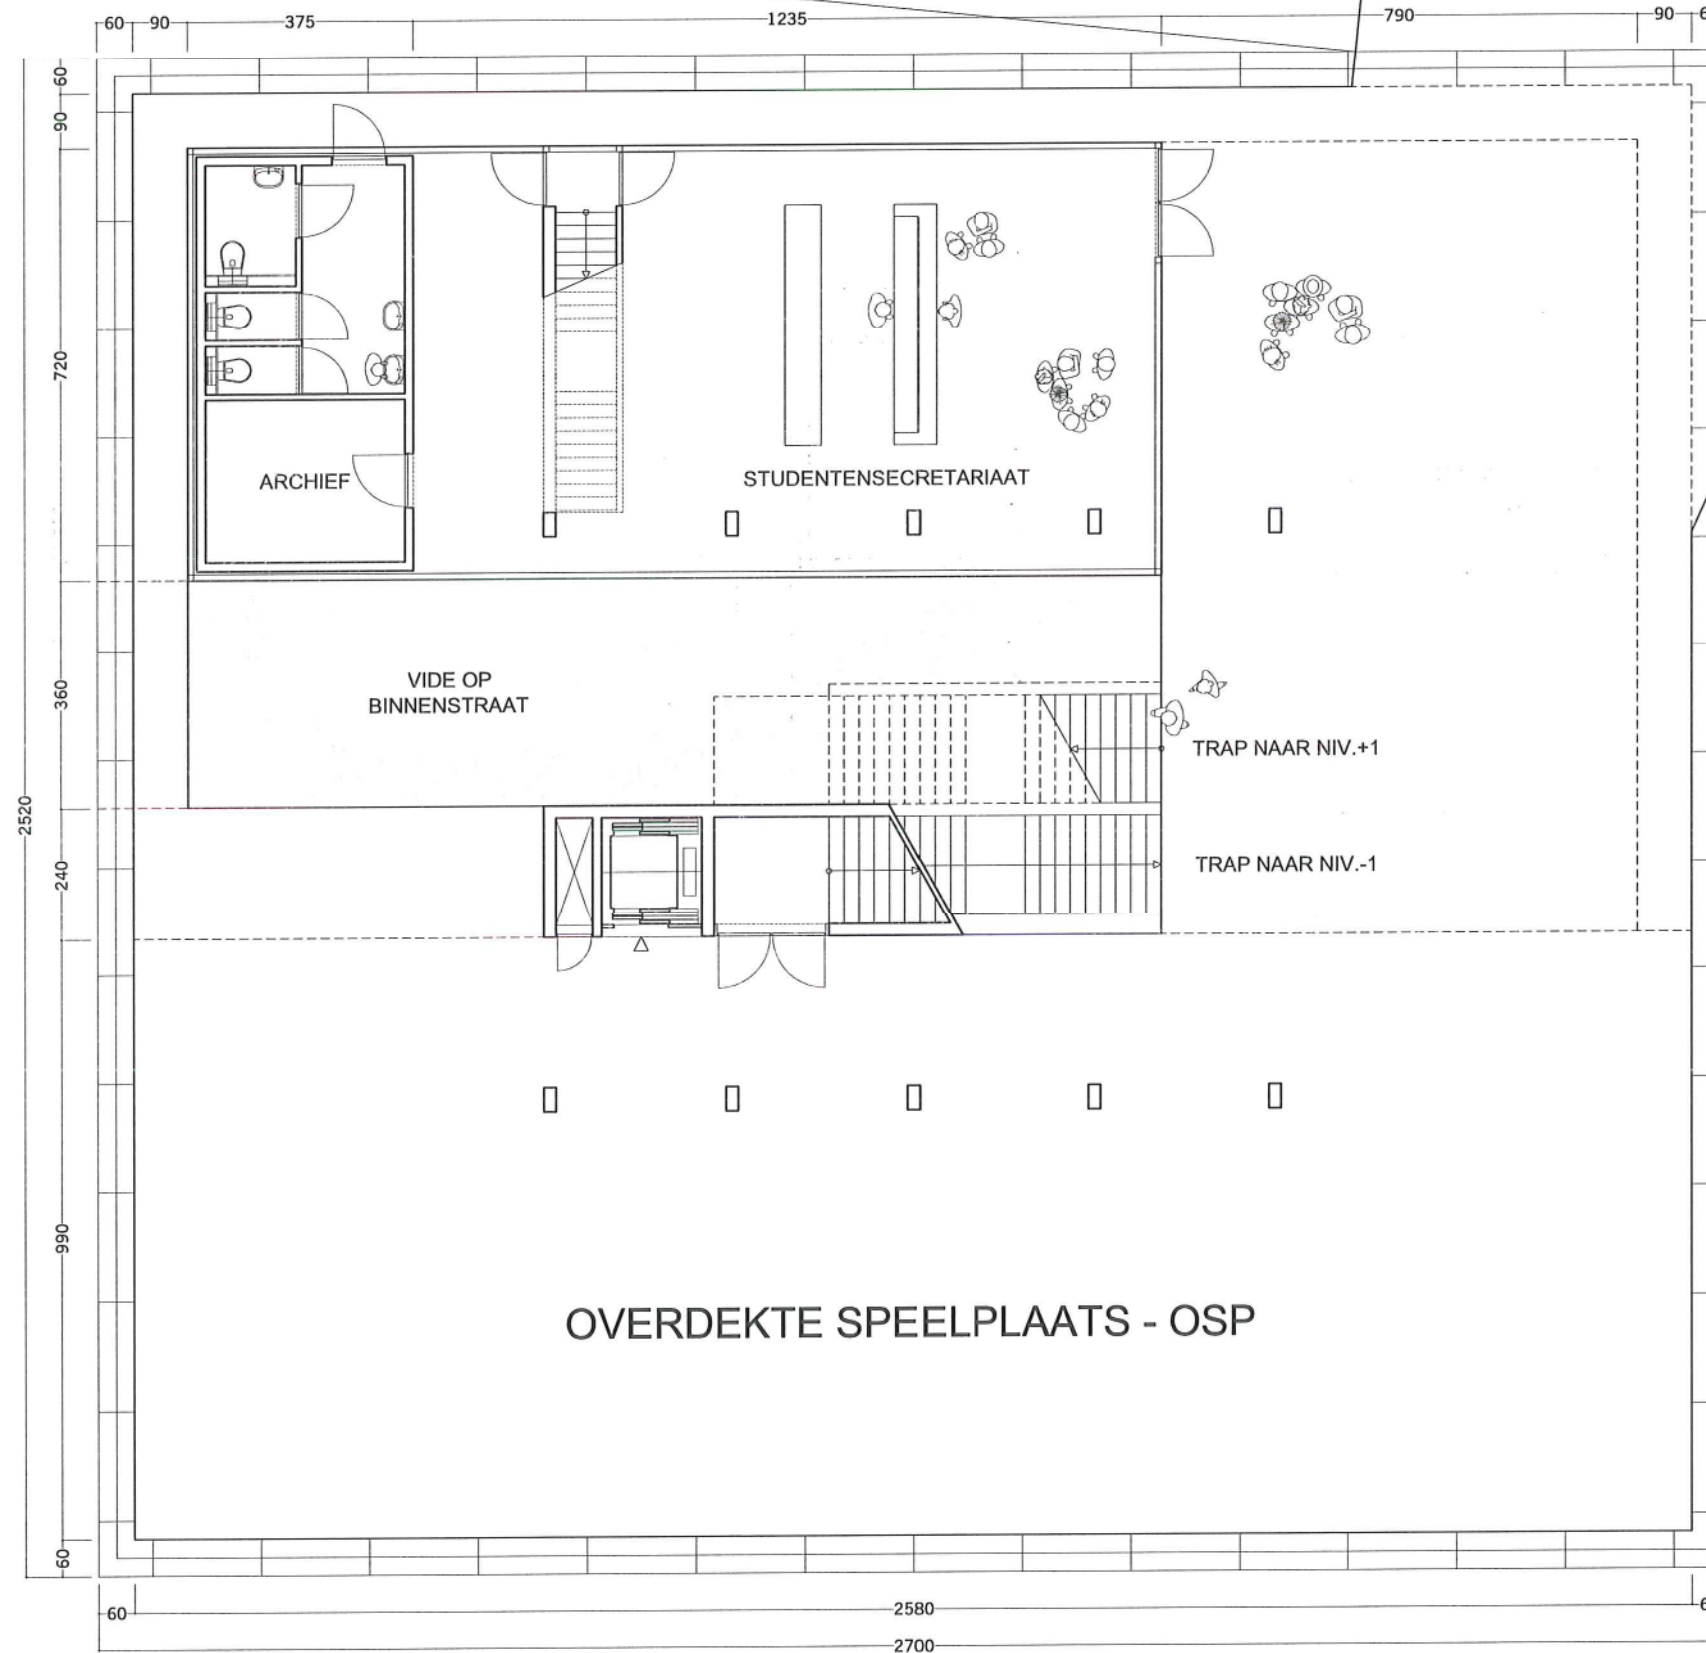 60 90 375 1235 790 90
60
90
720
360
2520
240
990
60
ARCHIEF
STUDENTENSECRETARIAAT
VIDE OP
BINNENSTRAAT
TRAP NAAR NIV.+1
TRAP NAAR NIV.-1
OVERDEKTE SPEELPLAATS - OSP
60 2580
2700